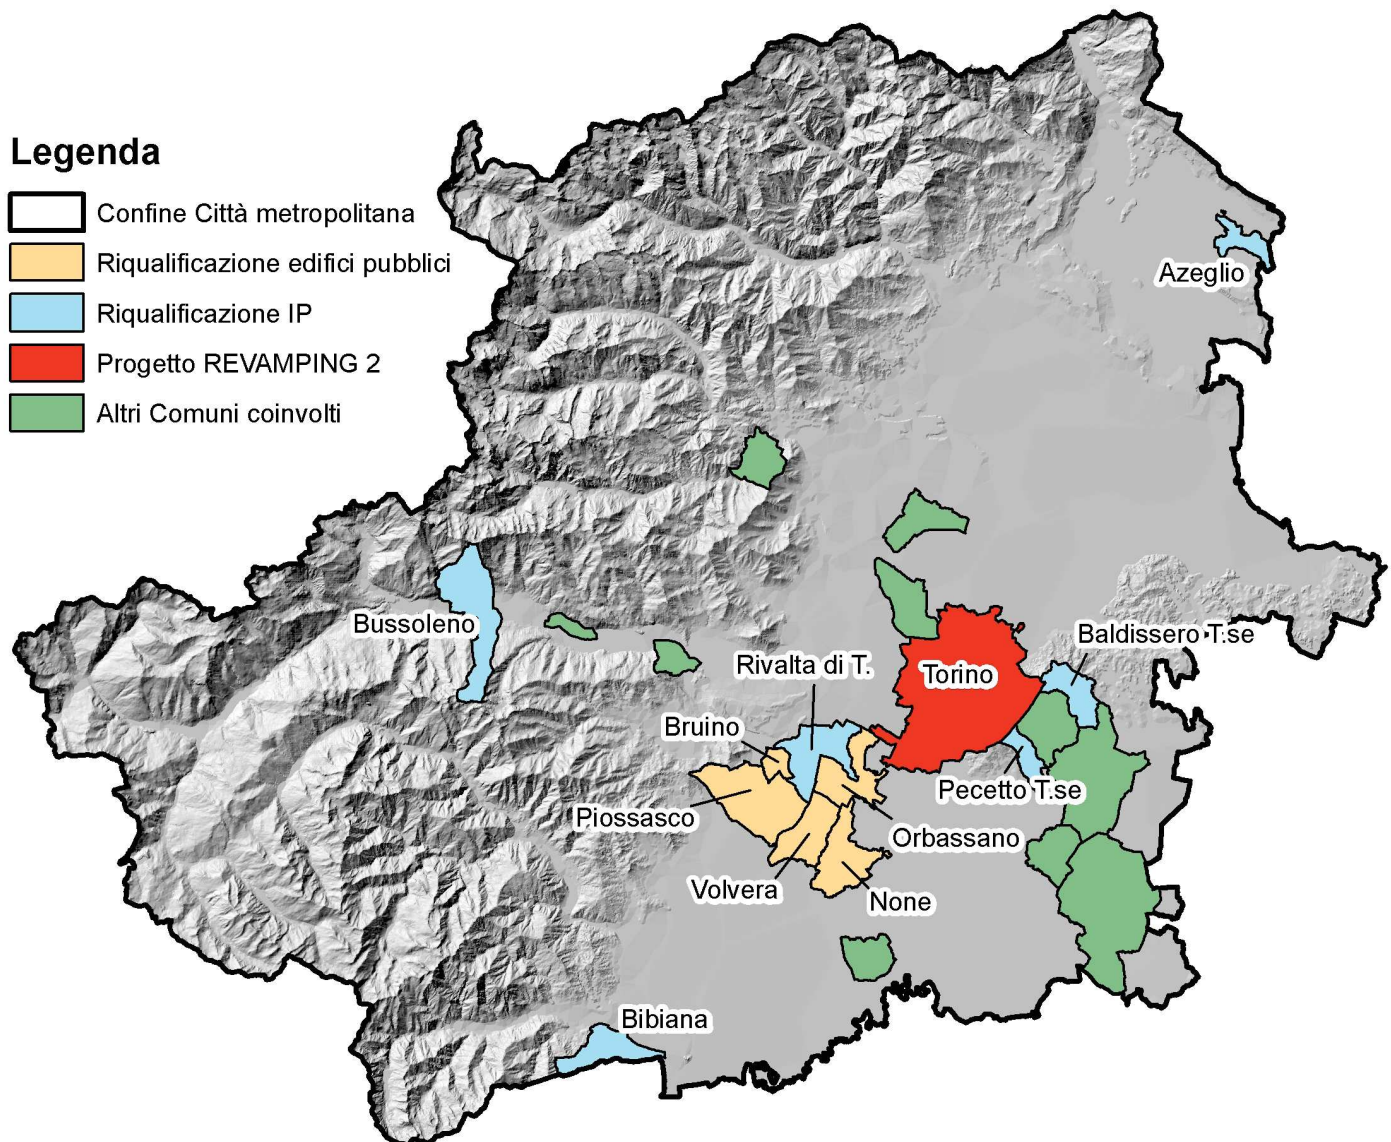 Legenda
Confine Città metropolitana
Riqualificazione edifici pubblici
Riqualificazione IP
Progetto REVAMPING 2
Altri Comuni coinvolti
Azeglio
Bussoleno
Baldissero T.se
Rivalta di T.
Torino
Bruino
Pecetto T.se
Piossasco
Orbassano
Volvera
None
Bibiana